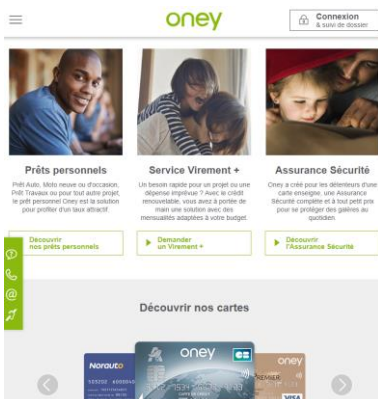 oney
Connexion
& suivi de dossier
Prêts personnels
Prêt Auto, Moto neuve ou d'occasion,
Prêt Travaux ou pour tout autre projet,
le prêt personnel Oney est la solution
pour profiter d'un taux attractif.
Découvrir
nos prêts personnels
Service Virement +
Un besoin rapide pour un projet ou une
dépense imprévue ? Avec le crédit
renouvelable, vous avez à portée de
main une solution avec des
mensualités adaptées à votre budget.
Demander
un Virement +
Assurance Sécurité
Oney a créé pour les détenteurs d'une
carte enseigne, une Assurance
Sécurité complète et à tout petit prix
pour se protéger des galères au
quotidien.
Découvrir
l'Assurance Sécurité
Découvrir nos cartes
Norauto
oney
CB
oney
PREMIER
VISA